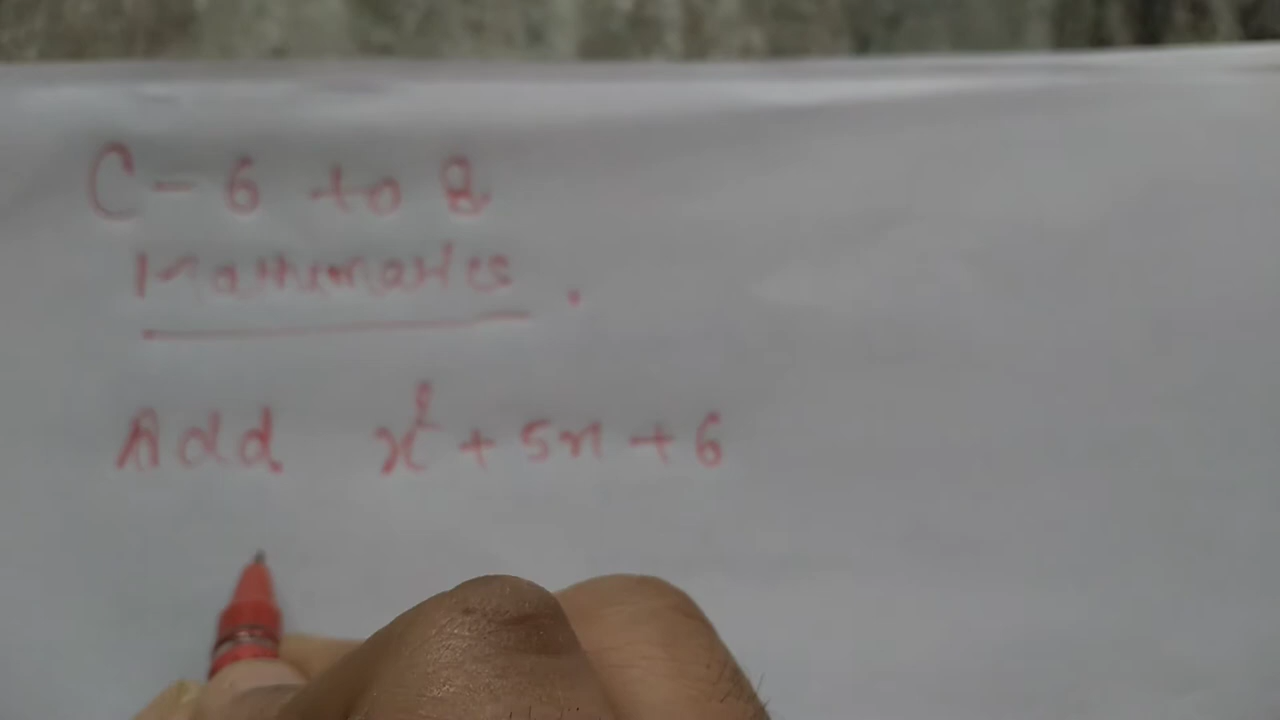 C-6 to 8
Mathematics.
Add x² + 5x + 6